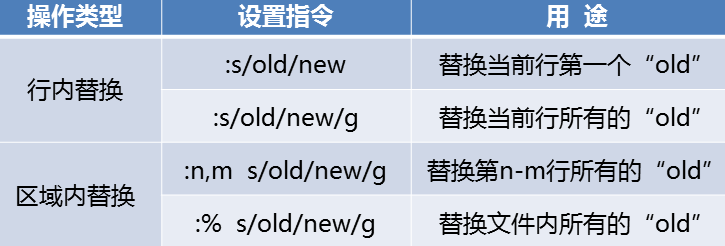 操作类型 设置指令 用 途
行内替换 :s/old/new 替换当前行第一个“old”
:s/old/new/g 替换当前行所有的“old”
区域内替换 :n,m s/old/new/g 替换第n-m行所有的“old”
:% s/old/new/g 替换文件内所有的“old”